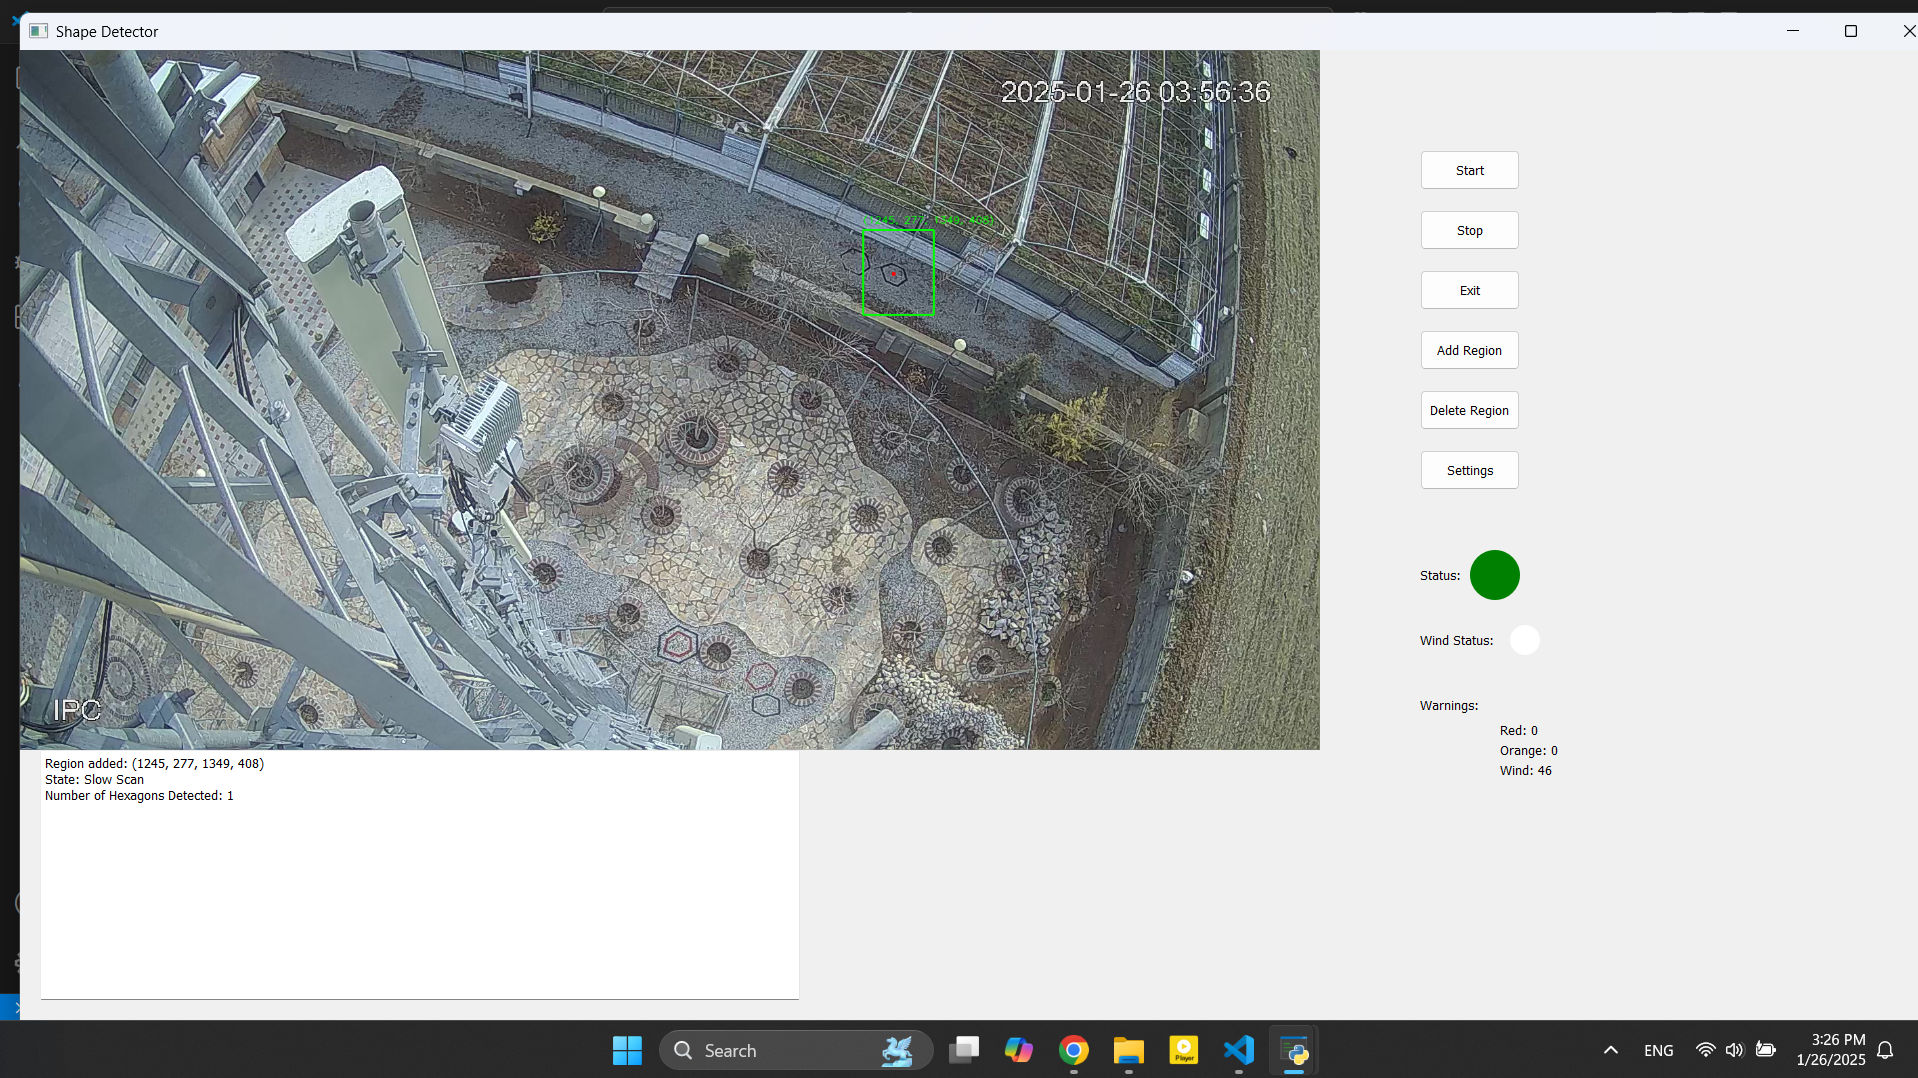 Shape Detector
2025-01-26 03:56:36
(1245, 277, 1349, 408)
IPC
Start
Stop
Exit
Add Region
Delete Region
Settings
Status:
Wind Status:
Warnings:
Red: 0
Orange: 0
Wind: 46
Region added: (1245, 277, 1349, 408)
State: Slow Scan
Number of Hexagons Detected: 1
Search
Player
ENG
3:26 PM
1/26/2025